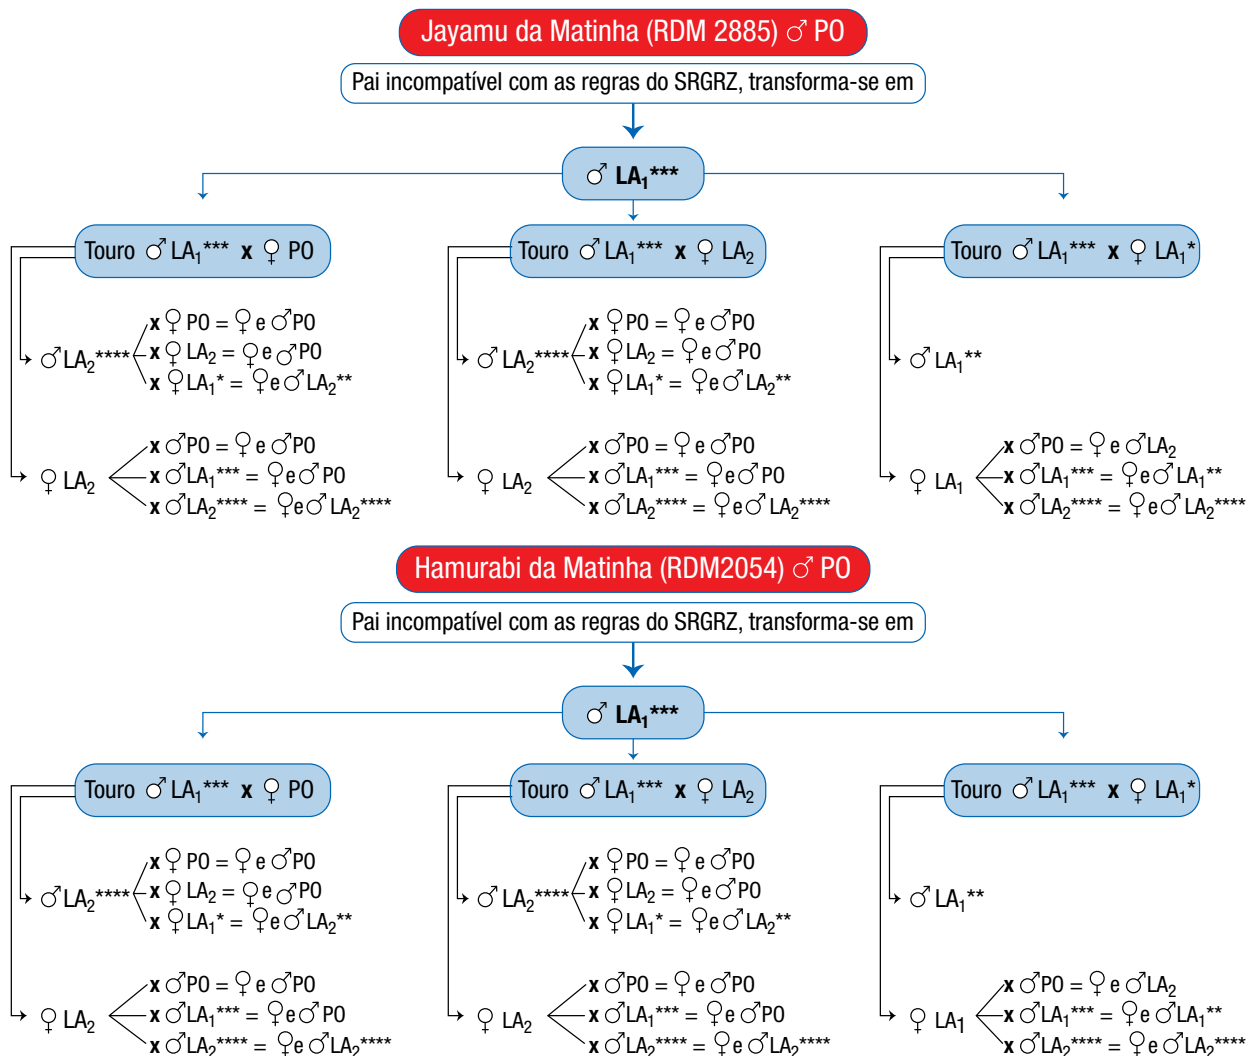 Jayamu da Matinha (RDM 2885) ♂ PO
Pai incompatível com as regras do SRGRZ, transforma-se em
♂ LA₁***
Touro ♂ LA₁*** x ♀ PO
♂ LA₂****
x ♀ PO = ♀ e ♂ PO
x ♀ LA₂ = ♀ e ♂ PO
x ♀ LA₁* = ♀ e ♂ LA₂**
♀ LA₂
x ♂ PO = ♀ e ♂ PO
x ♂ LA₁*** = ♀ e ♂ PO
x ♂ LA₂**** = ♀ e ♂ LA₂****
Touro ♂ LA₁*** x ♀ LA₂
♂ LA₂****
x ♀ PO = ♀ e ♂ PO
x ♀ LA₂ = ♀ e ♂ PO
x ♀ LA₁* = ♀ e ♂ LA₂**
♀ LA₂
x ♂ PO = ♀ e ♂ PO
x ♂ LA₁*** = ♀ e ♂ PO
x ♂ LA₂**** = ♀ e ♂ LA₂****
Touro ♂ LA₁*** x ♀ LA₁*
♂ LA₁**
♀ LA₁
x ♂ PO = ♀ e ♂ LA₂
x ♂ LA₁*** = ♀ e ♂ LA₁**
x ♂ LA₂**** = ♀ e ♂ LA₂****
Hamurabi da Matinha (RDM2054) ♂ PO
Pai incompatível com as regras do SRGRZ, transforma-se em
♂ LA₁***
Touro ♂ LA₁*** x ♀ PO
♂ LA₂****
x ♀ PO = ♀ e ♂ PO
x ♀ LA₂ = ♀ e ♂ PO
x ♀ LA₁* = ♀ e ♂ LA₂**
♀ LA₂
x ♂ PO = ♀ e ♂ PO
x ♂ LA₁*** = ♀ e ♂ PO
x ♂ LA₂**** = ♀ e ♂ LA₂****
Touro ♂ LA₁*** x ♀ LA₂
♂ LA₂****
x ♀ PO = ♀ e ♂ PO
x ♀ LA₂ = ♀ e ♂ PO
x ♀ LA₁* = ♀ e ♂ LA₂**
♀ LA₂
x ♂ PO = ♀ e ♂ PO
x ♂ LA₁*** = ♀ e ♂ PO
x ♂ LA₂**** = ♀ e ♂ LA₂****
Touro ♂ LA₁*** x ♀ LA₁*
♂ LA₁**
♀ LA1
x ♂ PO = ♀ e ♂ LA₂
x ♂ LA₁*** = ♀ e ♂ LA₁**
x ♂ LA₂**** = ♀ e ♂ LA₂****